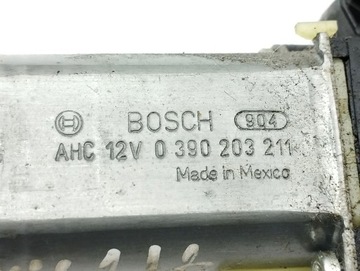 BOSCH 904
AHC 12V 0 390 203 211
Made in Mexico